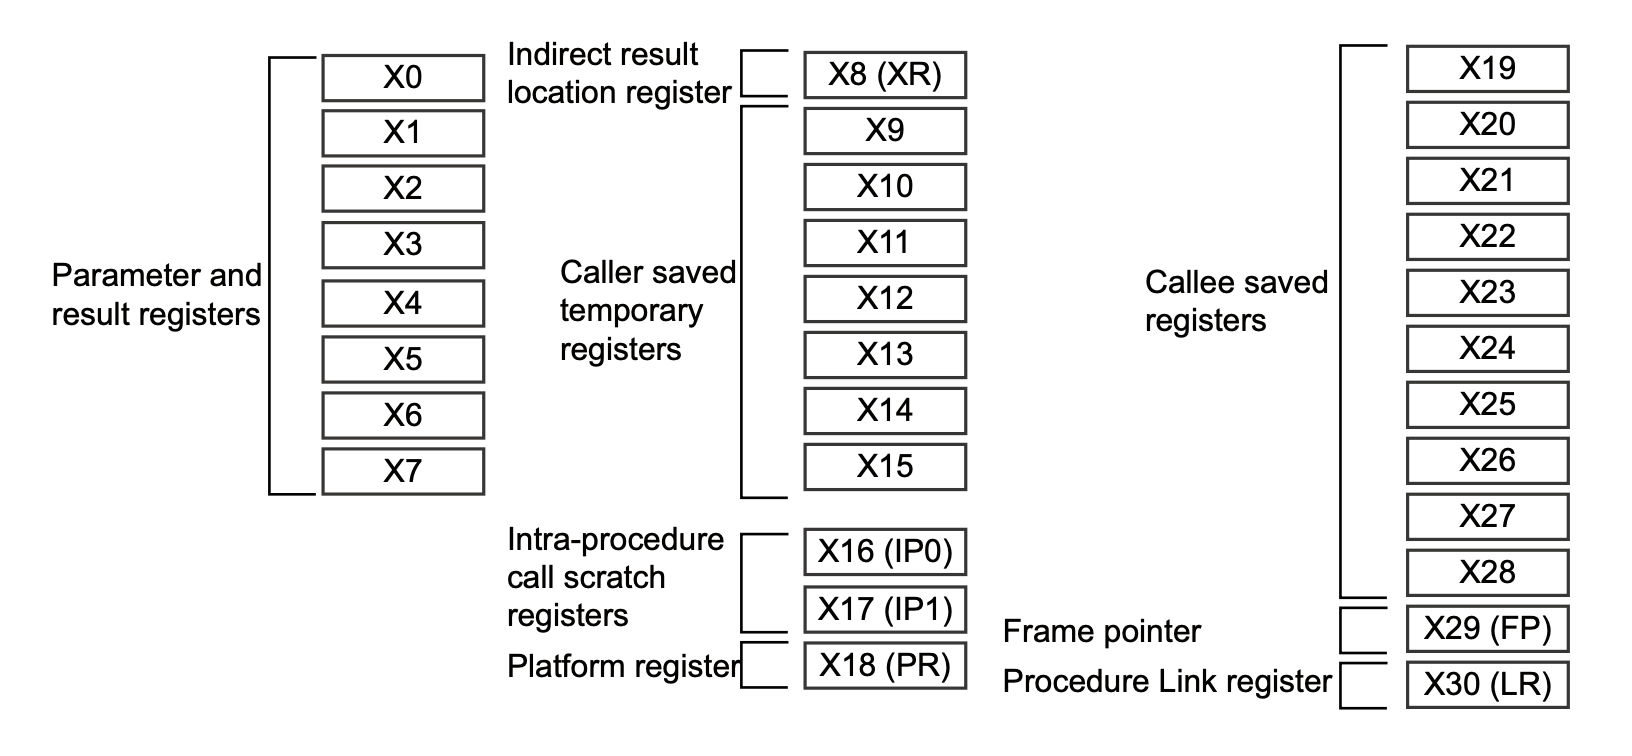 Parameter and
result registers
X0
X1
X2
X3
X4
X5
X6
X7
Indirect result
location register
X8 (XR)
Caller saved
temporary
registers
X9
X10
X11
X12
X13
X14
X15
Intra-procedure
call scratch
registers
X16 (IP0)
X17 (IP1)
Platform register
X18 (PR)
Callee saved
registers
X19
X20
X21
X22
X23
X24
X25
X26
X27
X28
Frame pointer
X29 (FP)
Procedure Link register
X30 (LR)